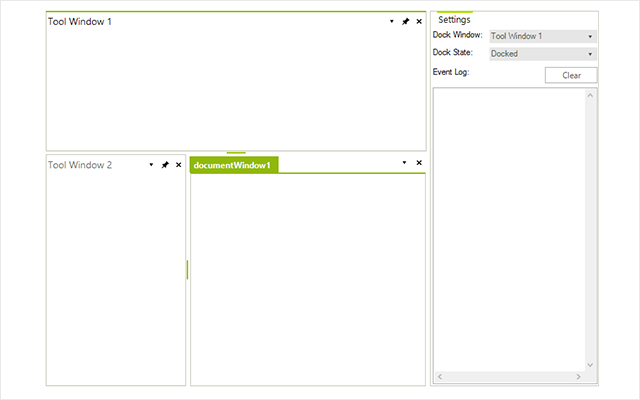 Tool Window 1
Tool Window 2
documentWindow1
Settings
Dock Window: Tool Window 1
Dock State: Docked
Event Log: Clear